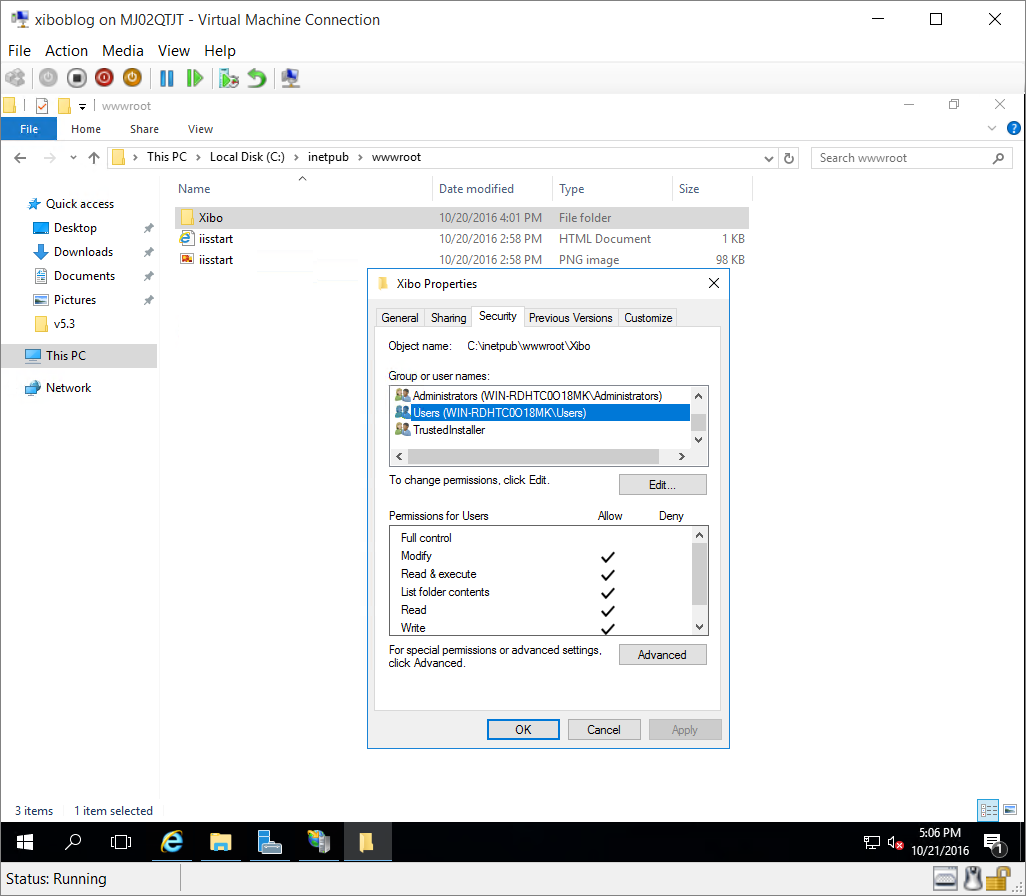 xiboblog on MJ02QTJT - Virtual Machine Connection
File Action Media View Help
wwwroot
File Home Share View
This PC Local Disk (C:) inetpub wwwroot Search wwwroot
Name Date modified Type Size
Quick access
Desktop
Downloads
Documents
Pictures
v5.3
This PC
Network
Xibo 10/20/2016 4:01 PM File folder
iisstart 10/20/2016 2:58 PM HTML Document 1 KB
iisstart 10/20/2016 2:58 PM PNG image 98 KB
Xibo Properties
General Sharing Security Previous Versions Customize
Object name: C:\inetpub\wwwroot\Xibo
Group or user names:
Administrators (WIN-RDHTC0O18MK\Administrators)
Users (WIN-RDHTC0O18MK\Users)
TrustedInstaller
To change permissions, click Edit. Edit...
Permissions for Users Allow Deny
Full control
Modify
Read & execute
List folder contents
Read
Write
For special permissions or advanced settings,
click Advanced. Advanced
OK Cancel Apply
3 items 1 item selected
5:06 PM
10/21/2016
1
Status: Running